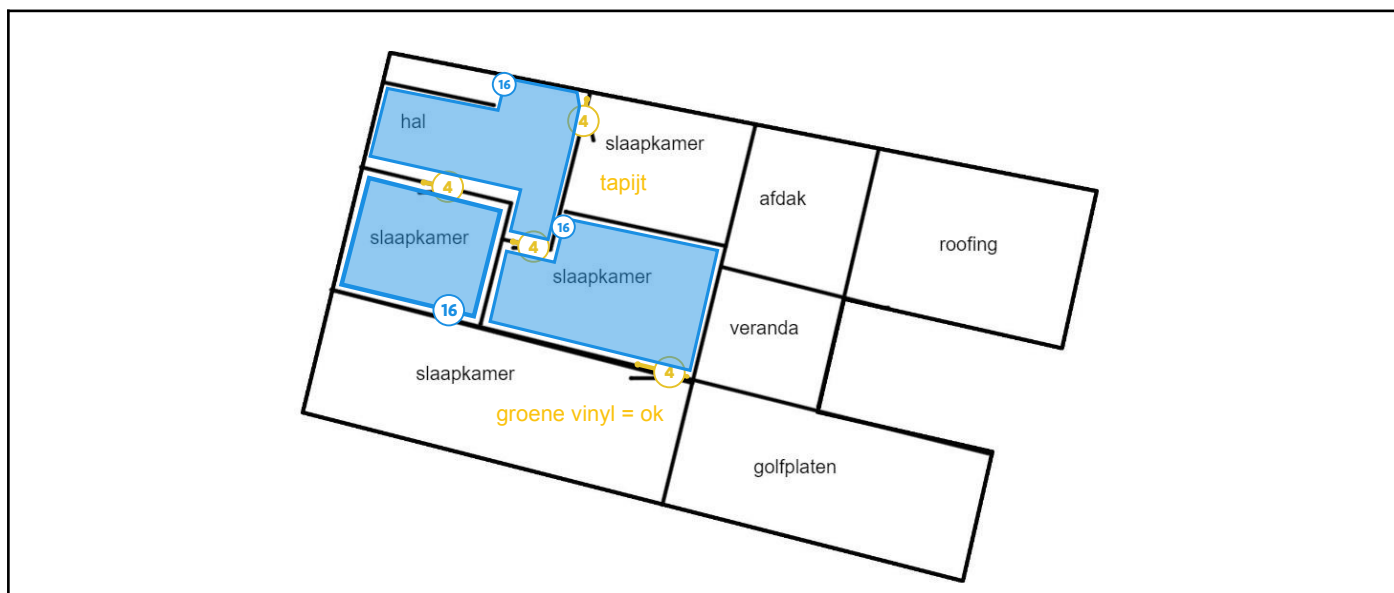 16
hal
4
slaapkamer
tapijt
afdak
roofing
4
slaapkamer
16
4
slaapkamer
16
veranda
slaapkamer
4
groene vinyl = ok
golfplaten